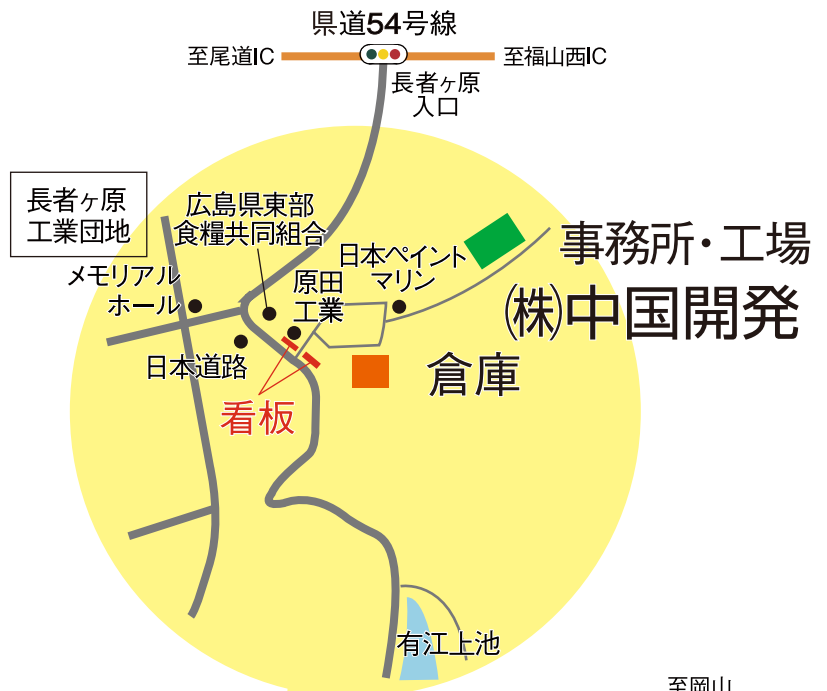 県道54号線
至尾道IC
至福山西IC
長者ヶ原
入口
長者ヶ原
工業団地
広島県東部
食糧共同組合
日本ペイント
マリン
事務所・工場
メモリアル
ホール
原田
工業
㈱中国開発
日本道路
倉庫
看板
有江上池
至岡山